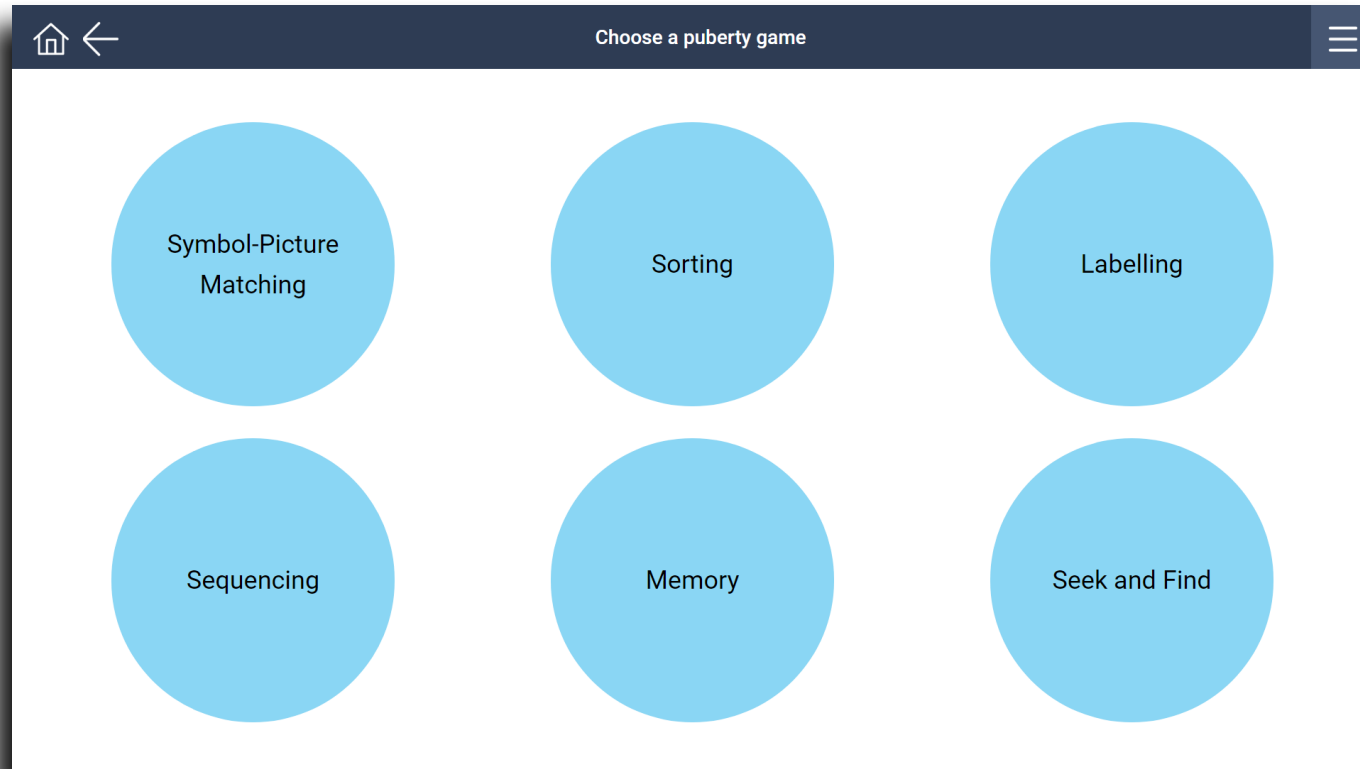 Choose a puberty game
Symbol-Picture
Matching
Sorting
Labelling
Sequencing
Memory
Seek and Find